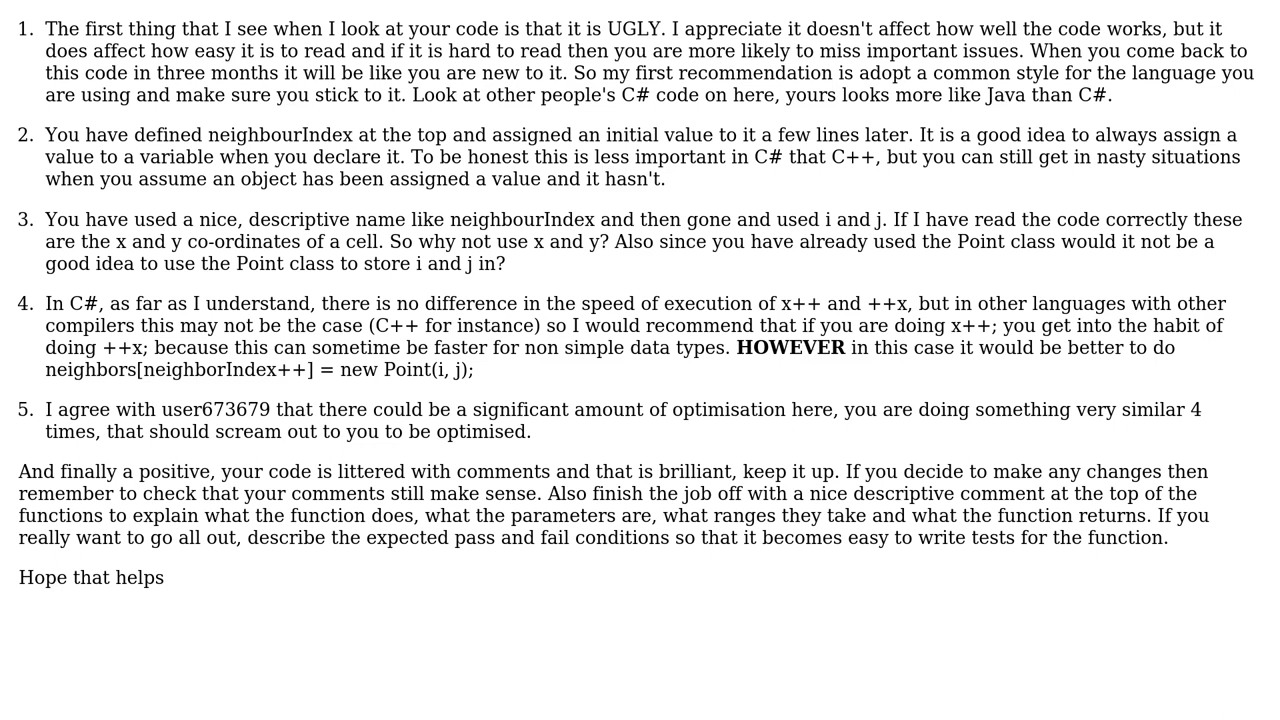 1. The first thing that I see when I look at your code is that it is UGLY. I appreciate it doesn't affect how well the code works, but it
does affect how easy it is to read and if it is hard to read then you are more likely to miss important issues. When you come back to
this code in three months it will be like you are new to it. So my first recommendation is adopt a common style for the language you
are using and make sure you stick to it. Look at other people's C# code on here, yours looks more like Java than C#.
2. You have defined neighbourIndex at the top and assigned an initial value to it a few lines later. It is a good idea to always assign a
value to a variable when you declare it. To be honest this is less important in C# that C++, but you can still get in nasty situations
when you assume an object has been assigned a value and it hasn't.
3. You have used a nice, descriptive name like neighbourIndex and then gone and used i and j. If I have read the code correctly these
are the x and y co-ordinates of a cell. So why not use x and y? Also since you have already used the Point class would it not be a
good idea to use the Point class to store i and j in?
4. In C#, as far as I understand, there is no difference in the speed of execution of x++ and ++x, but in other languages with other
compilers this may not be the case (C++ for instance) so I would recommend that if you are doing x++; you get into the habit of
doing ++x; because this can sometime be faster for non simple data types. HOWEVER in this case it would be better to do
neighbors[neighborIndex++] = new Point(i, j);
5. I agree with user673679 that there could be a significant amount of optimisation here, you are doing something very similar 4
times, that should scream out to you to be optimised.
And finally a positive, your code is littered with comments and that is brilliant, keep it up. If you decide to make any changes then
remember to check that your comments still make sense. Also finish the job off with a nice descriptive comment at the top of the
functions to explain what the function does, what the parameters are, what ranges they take and what the function returns. If you
really want to go all out, describe the expected pass and fail conditions so that it becomes easy to write tests for the function.
Hope that helps